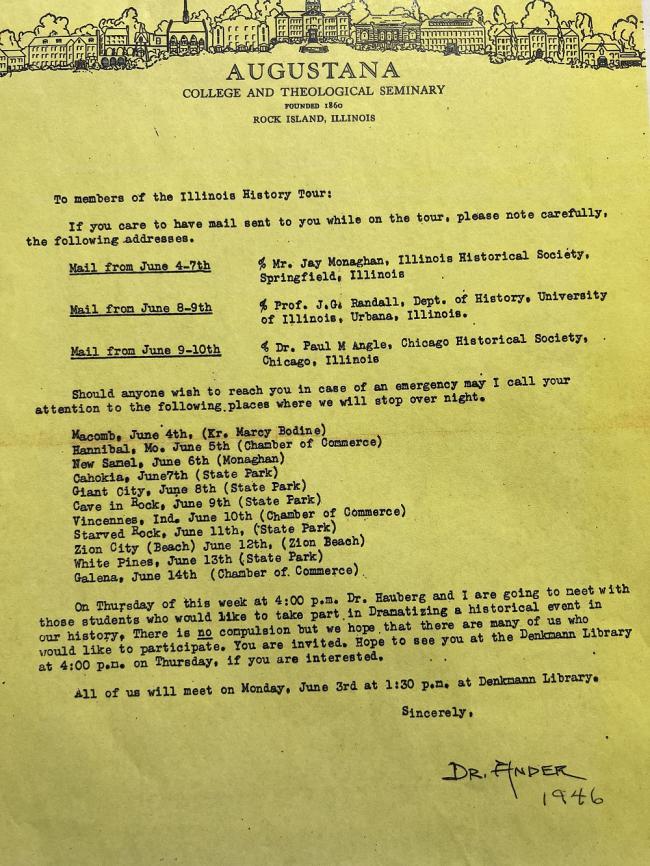 AUGUSTANA
COLLEGE AND THEOLOGICAL SEMINARY
FOUNDED 1860
ROCK ISLAND, ILLINOIS
To members of the Illinois History Tour:
If you care to have mail sent to you while on the tour, please note carefully,
the following addresses.
Mail from June 4-7th % Mr. Jay Monaghan, Illinois Historical Society,
Springfield, Illinois
Mail from June 8-9th % Prof. J.G. Randall, Dept. of History, University
of Illinois, Urbana, Illinois.
Mail from June 9-10th % Dr. Paul M Angle, Chicago Historical Society,
Chicago, Illinois
Should anyone wish to reach you in case of an emergency may I call your
attention to the following places where we will stop over night.
Macomb, June 4th, (Kr. Marcy Bodine)
Hannibal, Mo. June 5th (Chamber of Commerce)
New Samel, June 6th (Monaghan)
Cahokia, June7th (State Park)
Giant City, June 8th (State Park)
Cave in Rock, June 9th (State Park)
Vincennes, Ind. June 10th (Chamber of Commerce)
Starved Rock, June 11th, (State Park)
Zion City (Beach) June 12th, (Zion Beach)
White Pines, June 13th (State Park)
Galena, June 14th (Chamber of Commerce)
On Thursday of this week at 4:00 p.m. Dr. Hauberg and I are going to meet with
those students who would like to take part in Dramatizing a historical event in
our history. There is no compulsion but we hope that there are many of us who
would like to participate. You are invited. Hope to see you at the Denkmann Library
at 4:00 p.m. on Thursday, if you are interested.
All of us will meet on Monday, June 3rd at 1:30 p.m. at Denkmann Library.
Sincerely,
DR. ANDER
1946